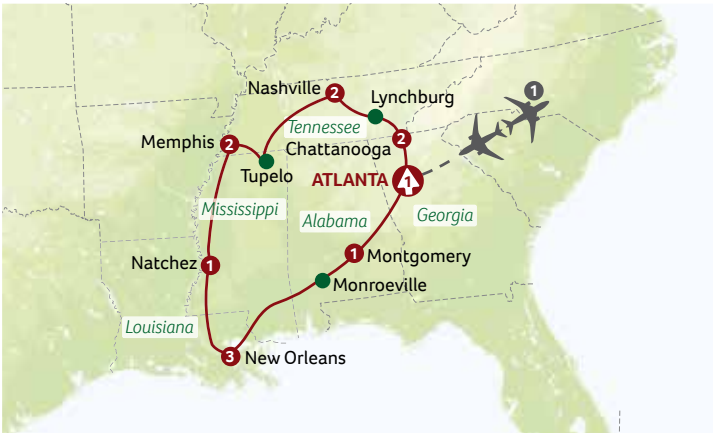 1
Nashville
2
Lynchburg
Tennessee
Memphis
2
Chattanooga
2
Tupelo
ATLANTA
1
Mississippi
Alabama
Georgia
Natchez
1
1
Montgomery
Monroeville
Louisiana
3
New Orleans